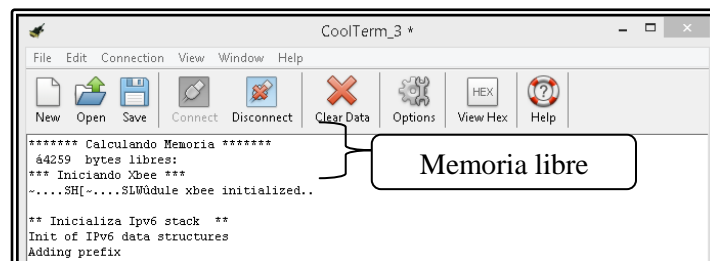 CoolTerm_3 *
File Edit Connection View Window Help
New Open Save Connect Disconnect Clear Data Options View Hex Help
HEX
******* Calculando Memoria *******
á4259 bytes libres:
*** Iniciando Xbee ***
~....SH[~....SLWûdule xbee initialized..
Memoria libre
** Inicializa Ipv6 stack **
Init of IPv6 data structures
Adding prefix